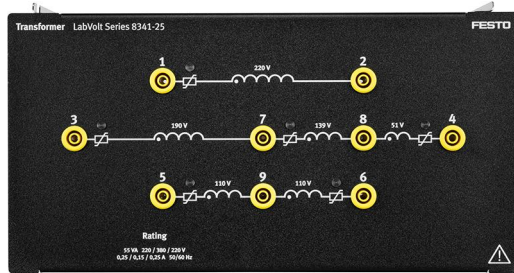 Transformer LabVolt Series 8341-25 FESTO
1 220 V 2
3 190 V 7 139 V 8 51 V 4
5 110 V 9 110 V 6
Rating
55 VA 220 / 380 / 220 V
0,25 / 0,15 / 0,25 A 50/60 Hz